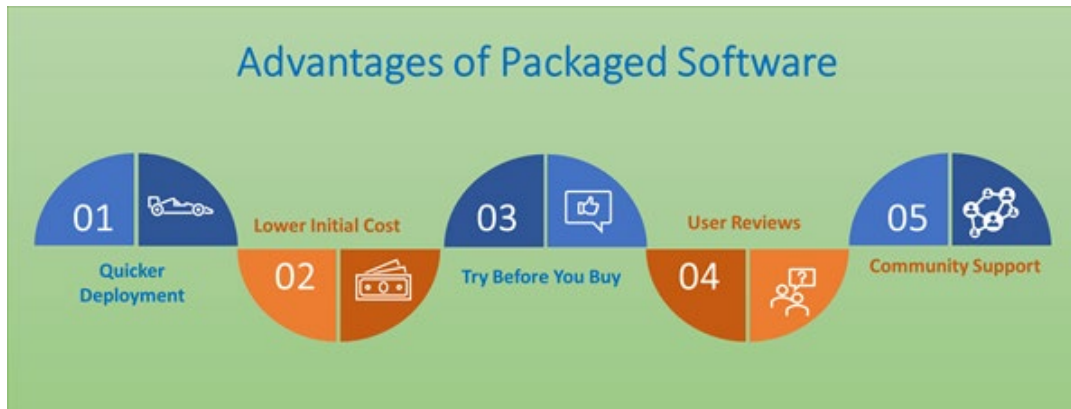 Advantages of Packaged Software
01
Quicker
Deployment
Lower Initial Cost
02
03
Try Before You Buy
User Reviews
04
?
05
Community Support